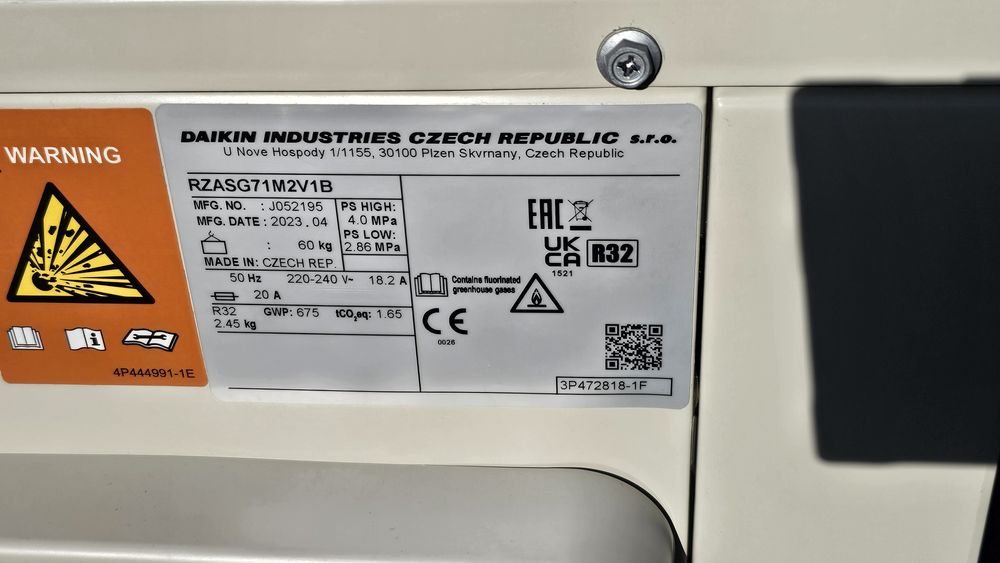 WARNING
4P444991-1E
DAIKIN INDUSTRIES CZECH REPUBLIC s.r.o.
U Nove Hospody 1/1155, 30100 Plzen Skvrnany, Czech Republic
RZASG71M2V1B
MFG. NO. : J052195
MFG. DATE : 2023.04
: 60 kg
MADE IN: CZECH REP.
PS HIGH:
4.0 MPa
PS LOW:
2.86 MPa
50 Hz 220-240 V~ 18.2 A
20 A
R32 GWP: 675 tCO₂eq: 1.65
2.45 kg
EAC
UK
CA
1521
R32
Contains fluorinated
greenhouse gases
CE
0026
3P472818-1F